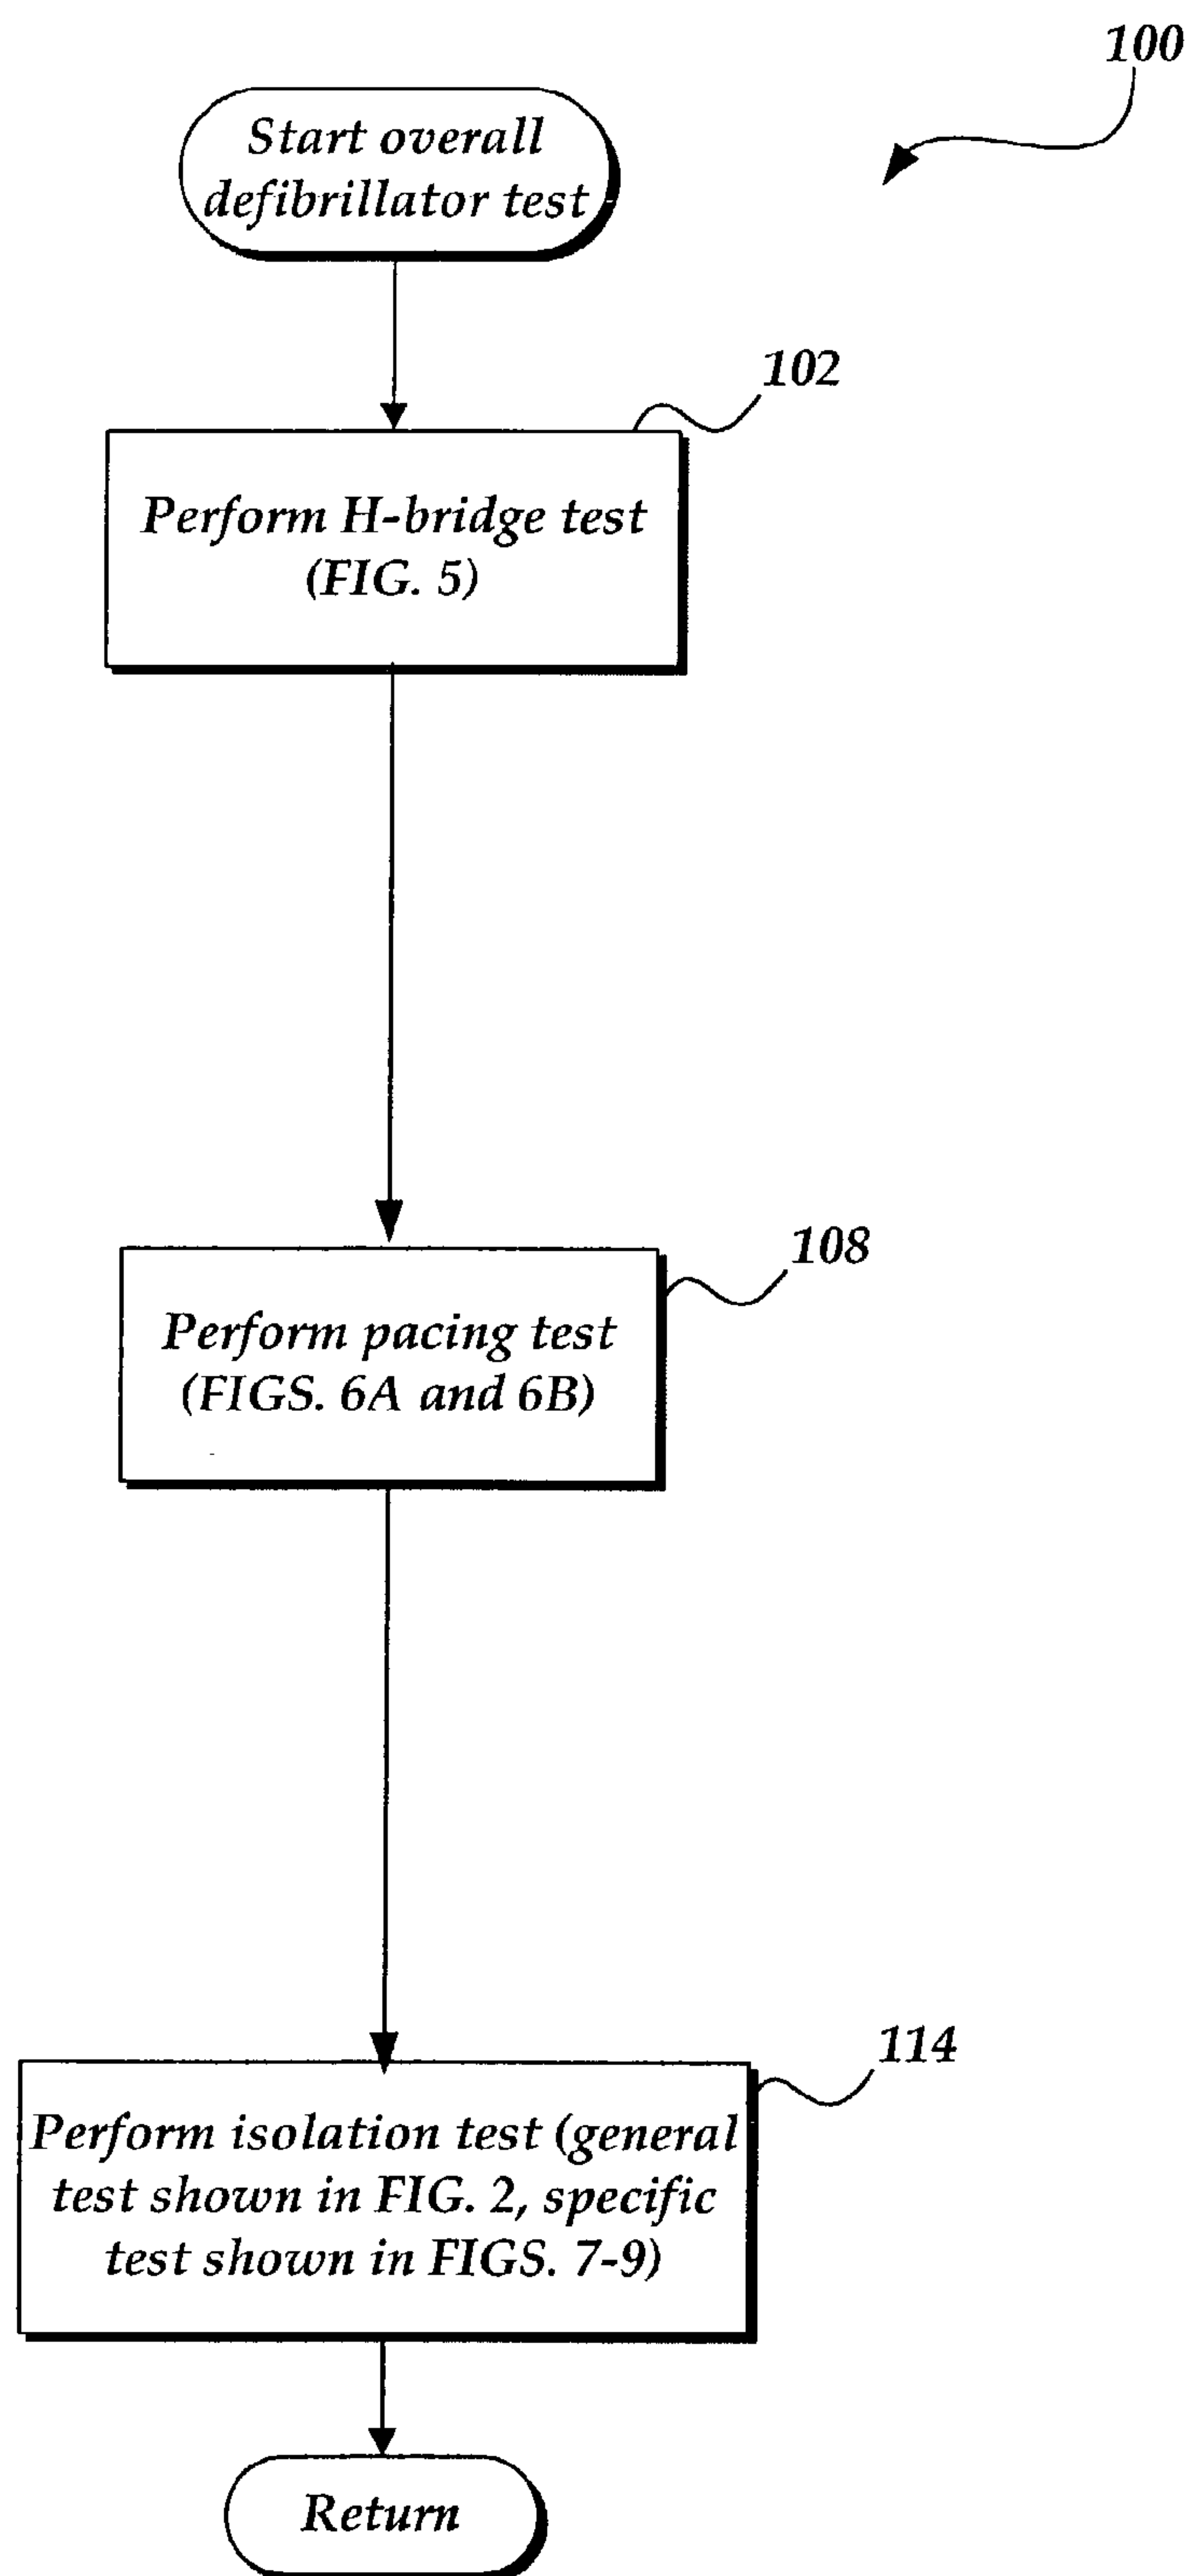 100
Start overall
defibrillator test
102
Perform H-bridge test
(FIG. 5)
108
Perform pacing test
(FIGS. 6A and 6B)
114
Perform isolation test (general
test shown in FIG. 2, specific
test shown in FIGS. 7-9)
Return